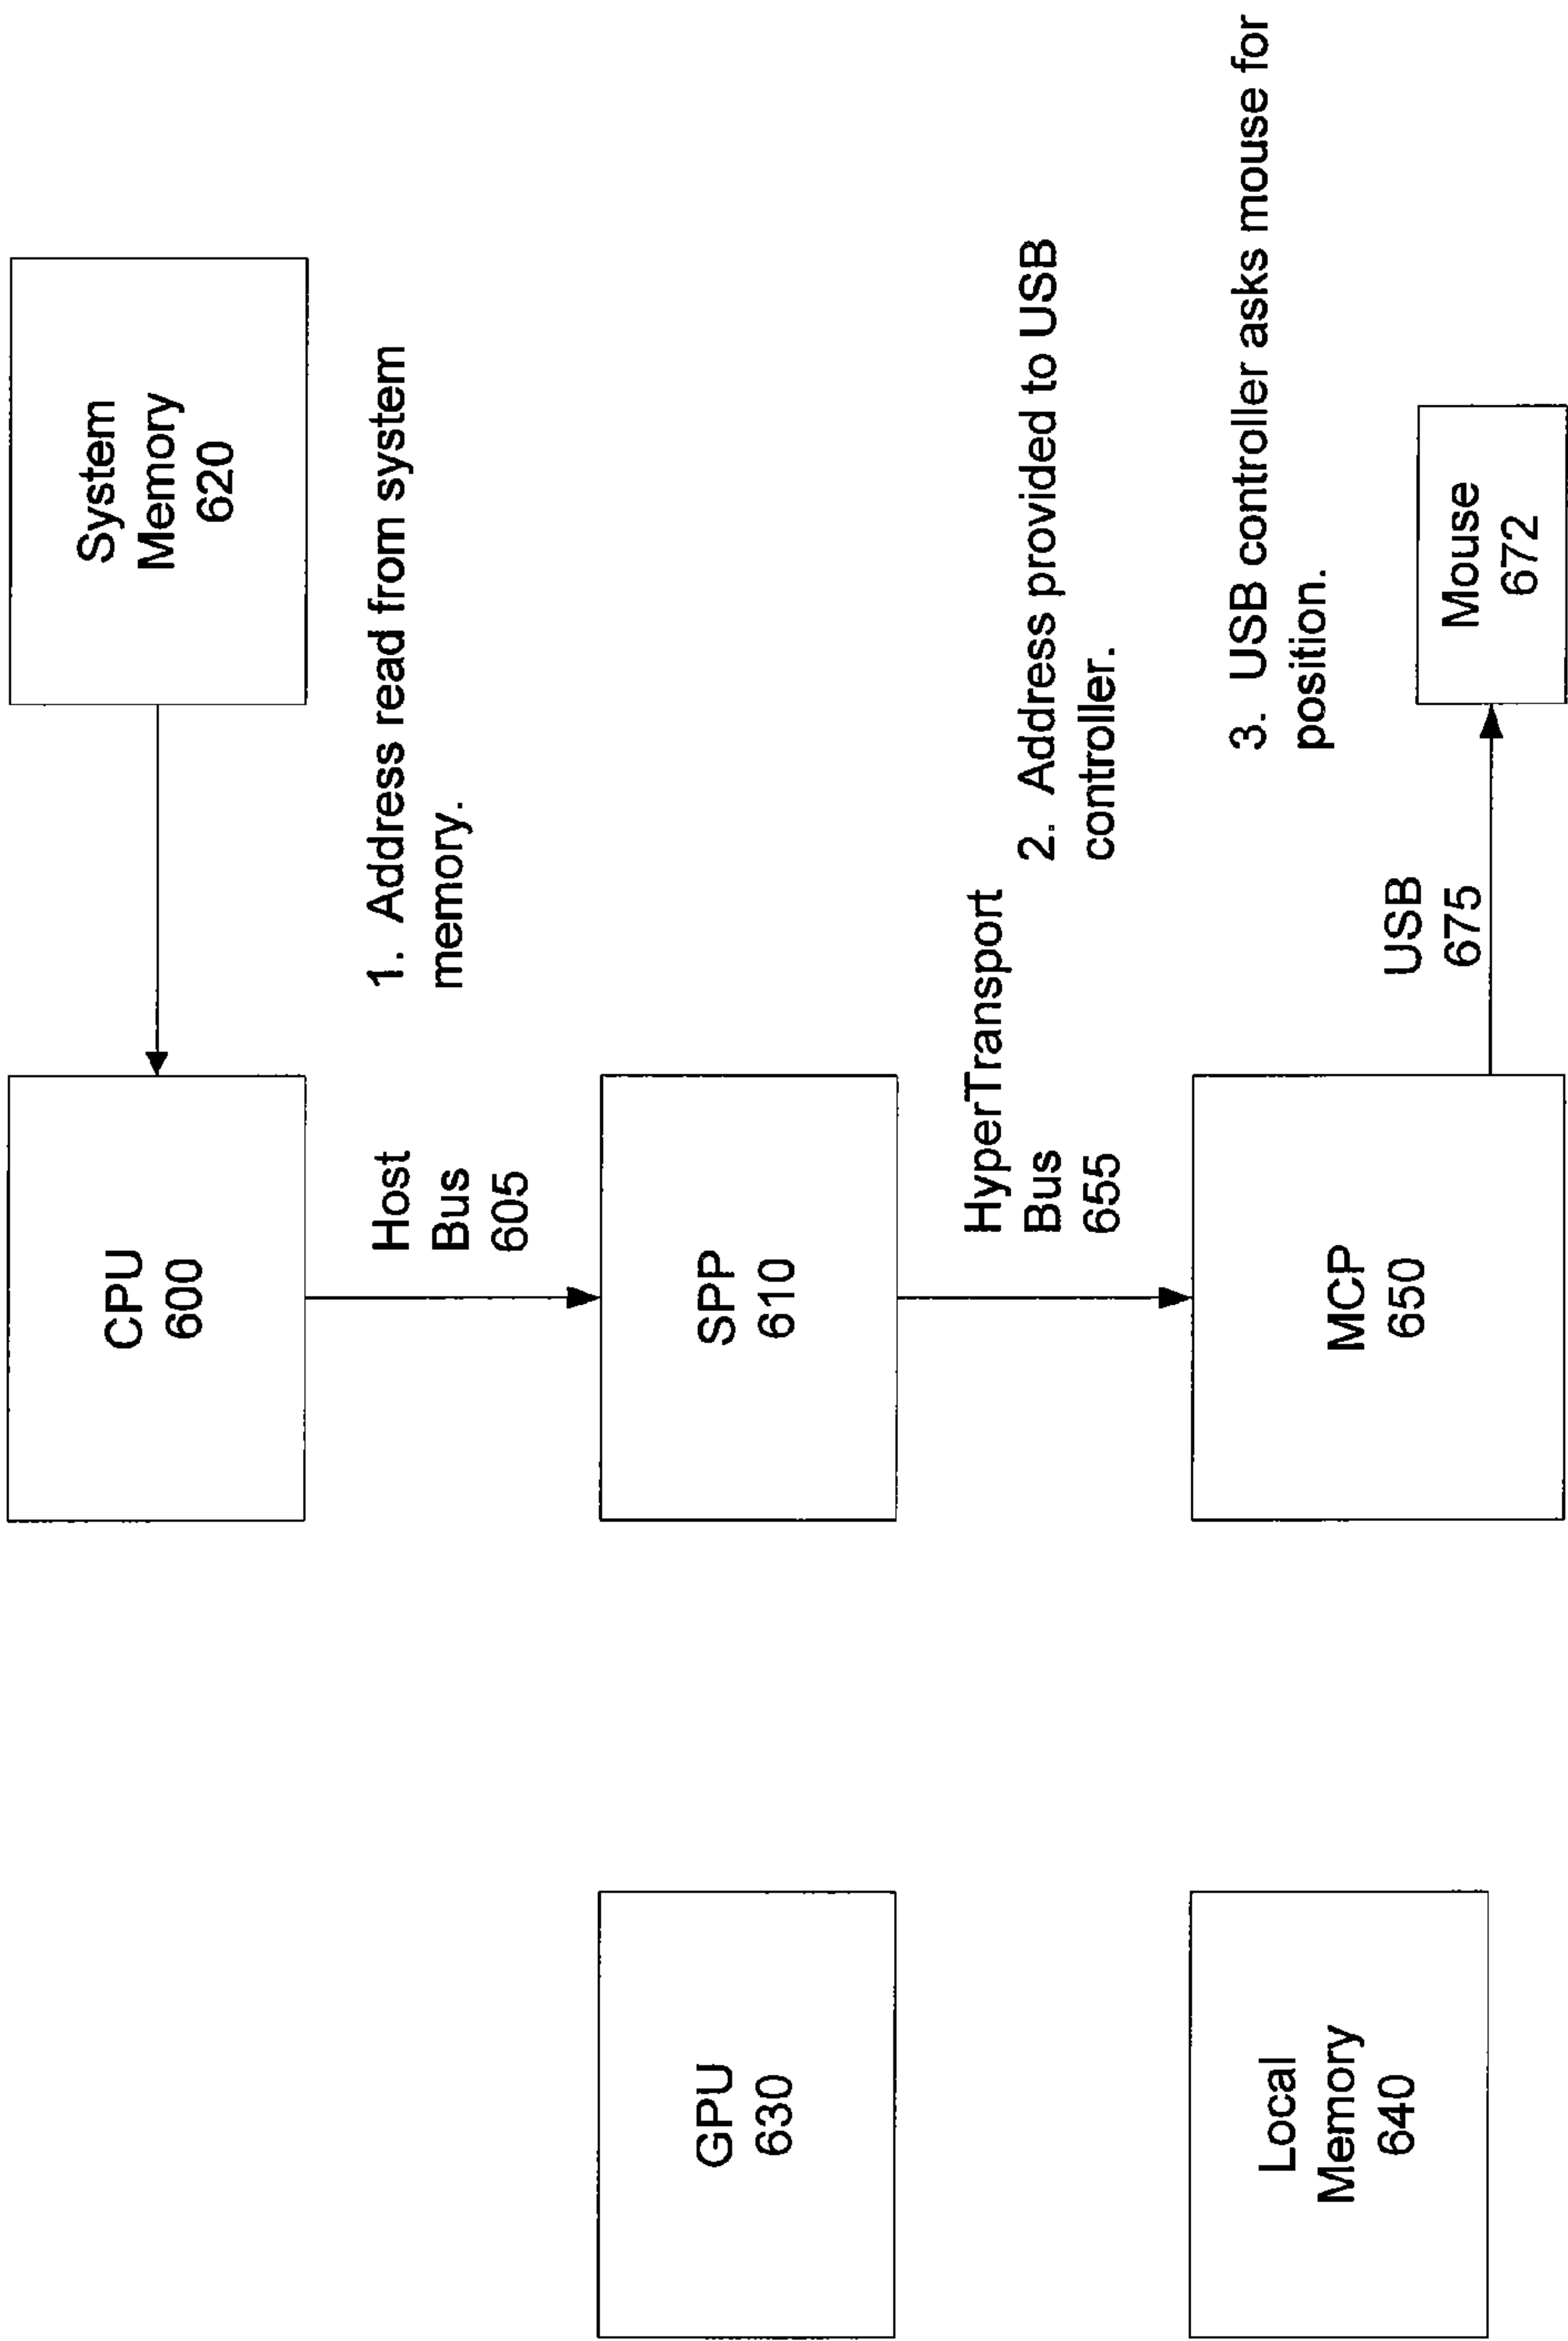 CPU
600
System
Memory
620
Host
Bus
605
1. Address read from system
memory.
GPU
630
SPP
610
HyperTransport
Bus
655
2. Address provided to USB
controller.
Local
Memory
640
MCP
650
3. USB controller asks mouse for
position.
USB
675
Mouse
672